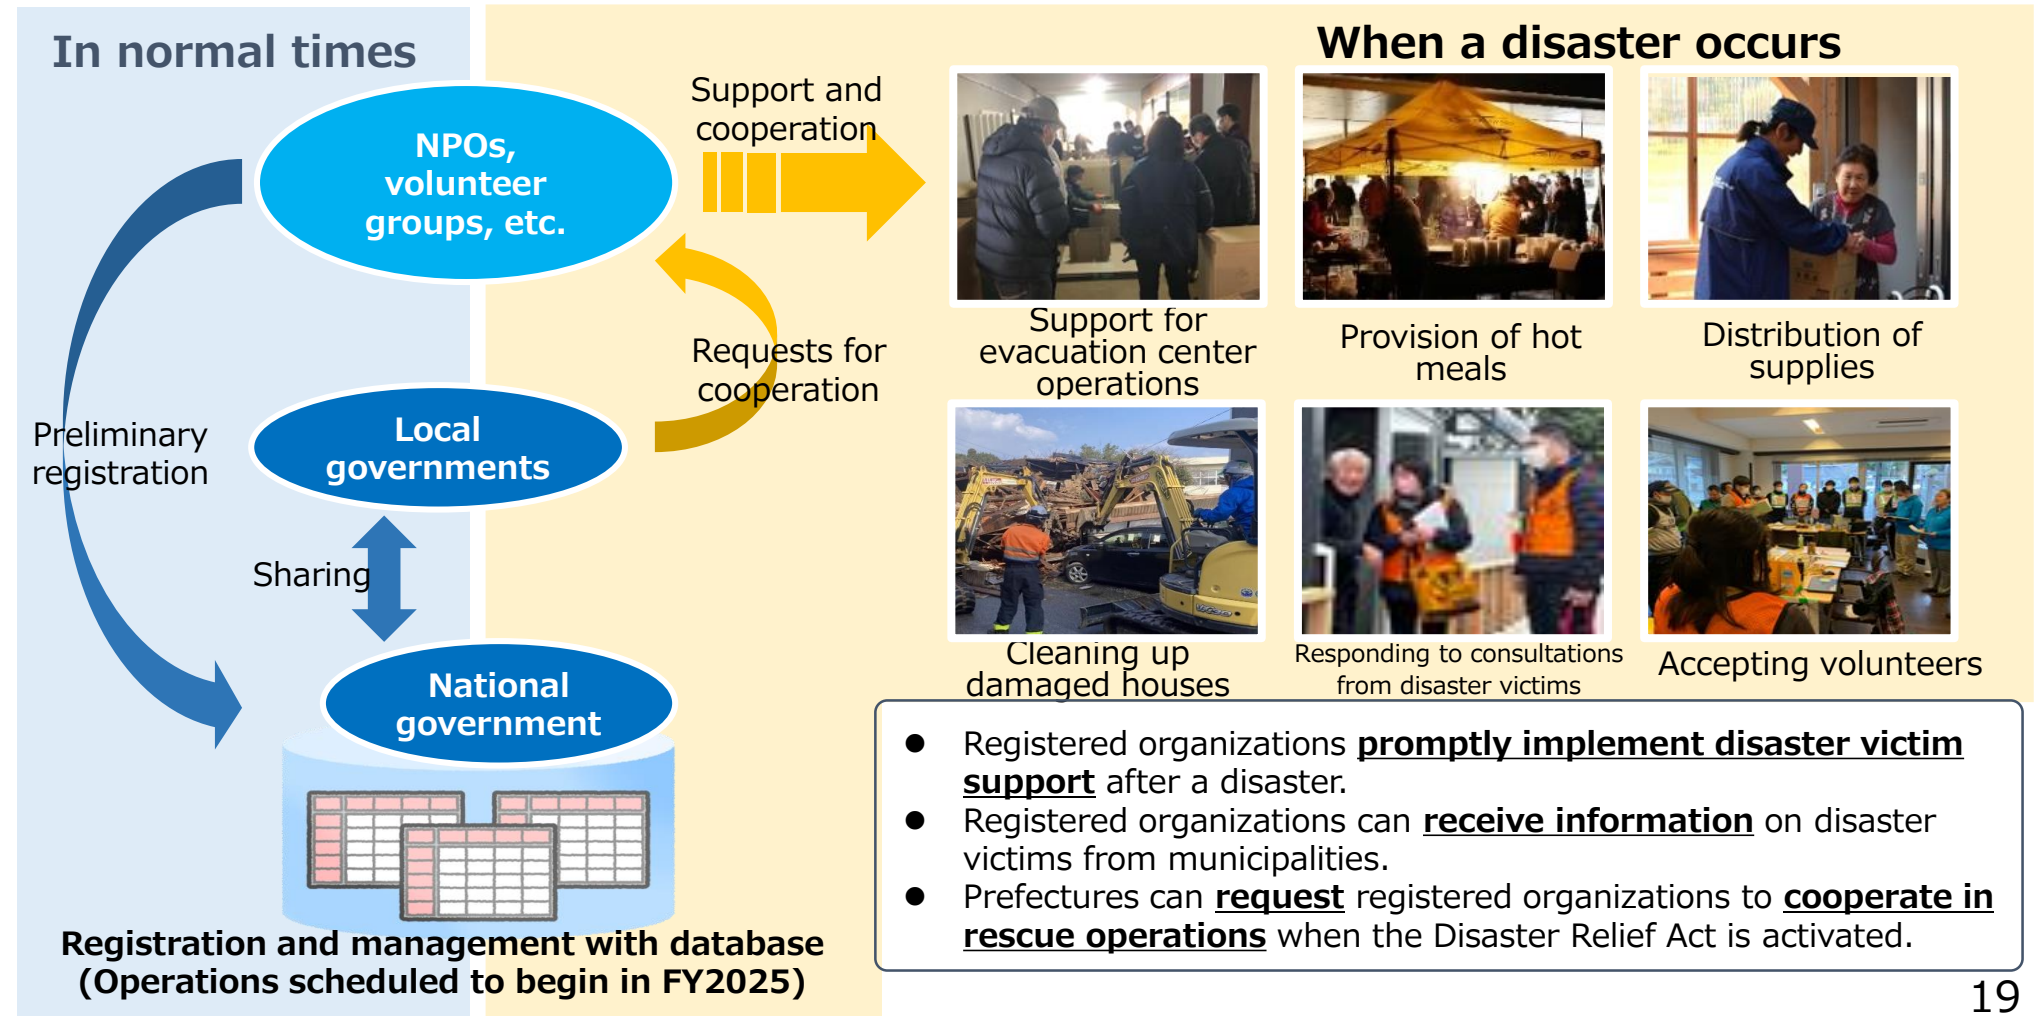 In normal times
When a disaster occurs
NPOs,
volunteer
groups, etc.
Support and
cooperation
Requests for
cooperation
Local
governments
Preliminary
registration
Sharing
National
government
Registration and management with database
(Operations scheduled to begin in FY2025)
Support for
evacuation center
operations
Provision of hot
meals
Distribution of
supplies
Cleaning up
damaged houses
Responding to consultations
from disaster victims
Accepting volunteers
● Registered organizations promptly implement disaster victim
support after a disaster.
● Registered organizations can receive information on disaster
victims from municipalities.
● Prefectures can request registered organizations to cooperate in
rescue operations when the Disaster Relief Act is activated.
19